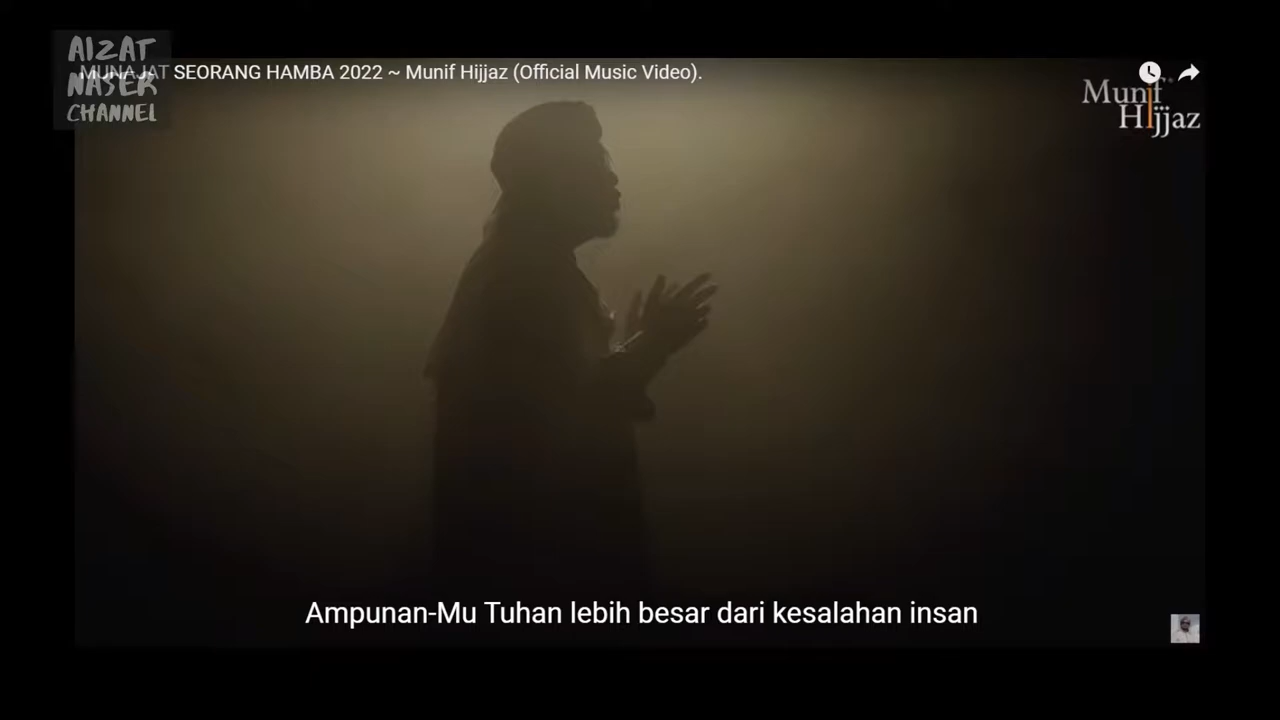 AIZAT
NASER
CHANNEL
MUNAJAT SEORANG HAMBA 2022 ~ Munif Hijjaz (Official Music Video).
Munif
Hijjaz
Ampunan-Mu Tuhan lebih besar dari kesalahan insan